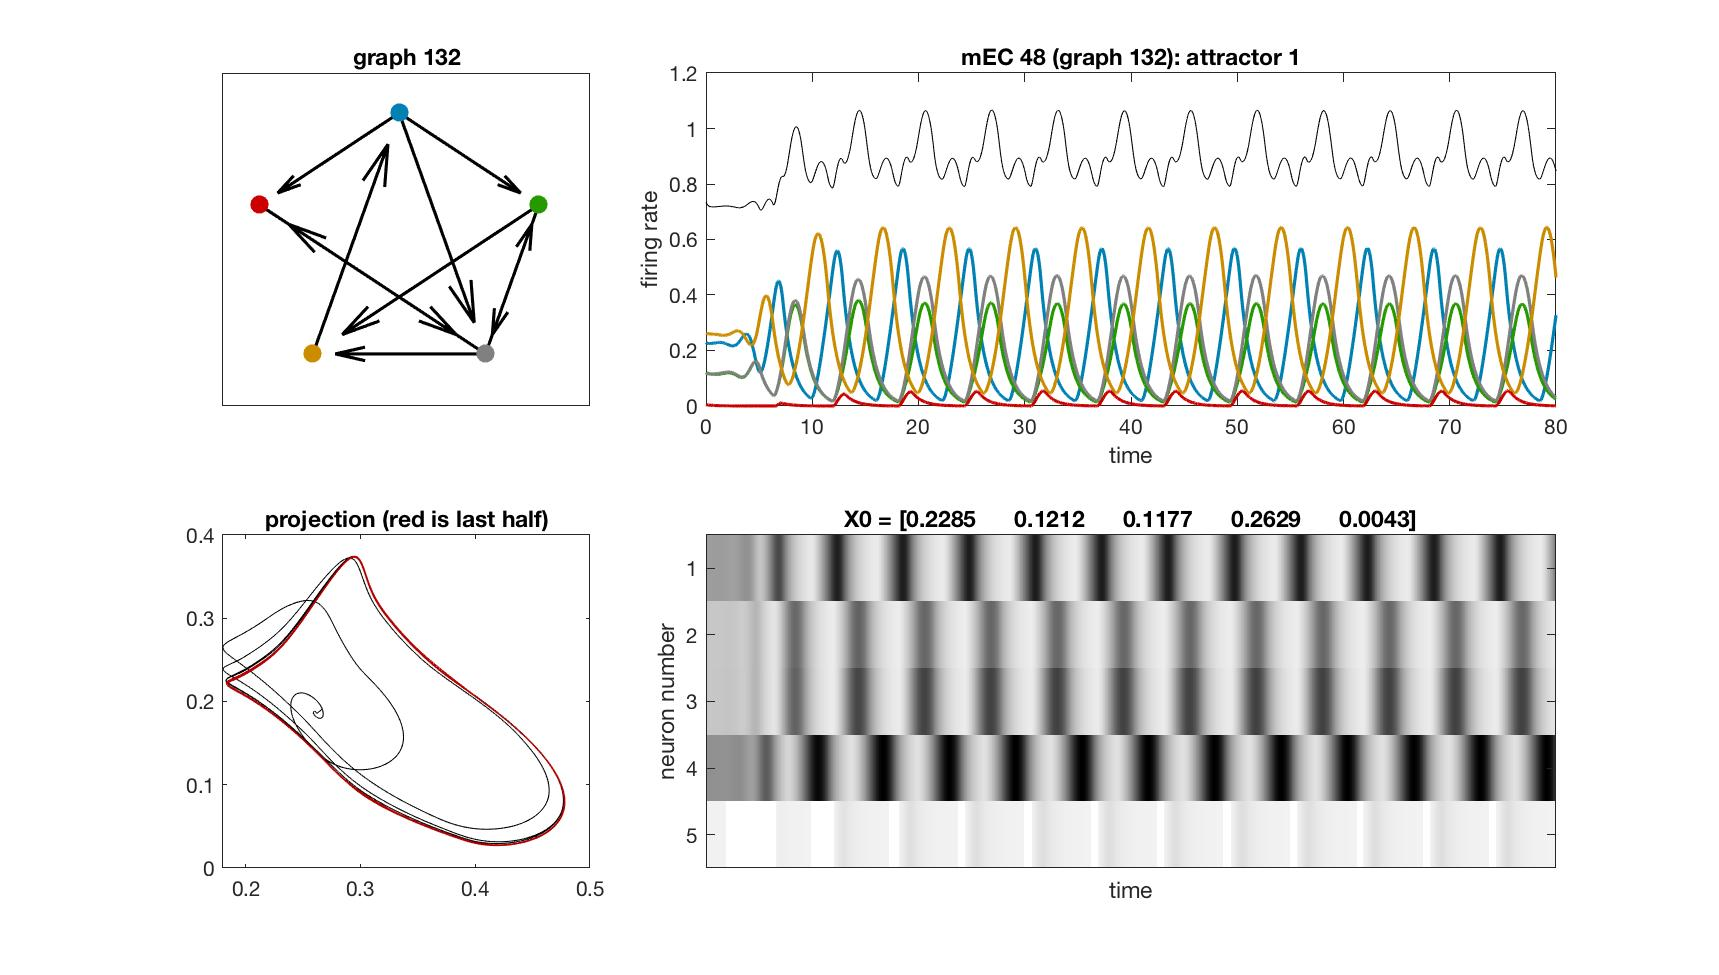 graph 132
mEC 48 (graph 132): attractor 1
1.2
1
0.8
0.6
0.4
0.2
0
firing rate
0 10 20 30 40 50 60 70 80
time
projection (red is last half)
0.4
0.3
0.2
0.1
0
0.2 0.3 0.4 0.5
X0 = [0.2285 0.1212 0.1177 0.2629 0.0043]
1
2
3
4
5
neuron number
time